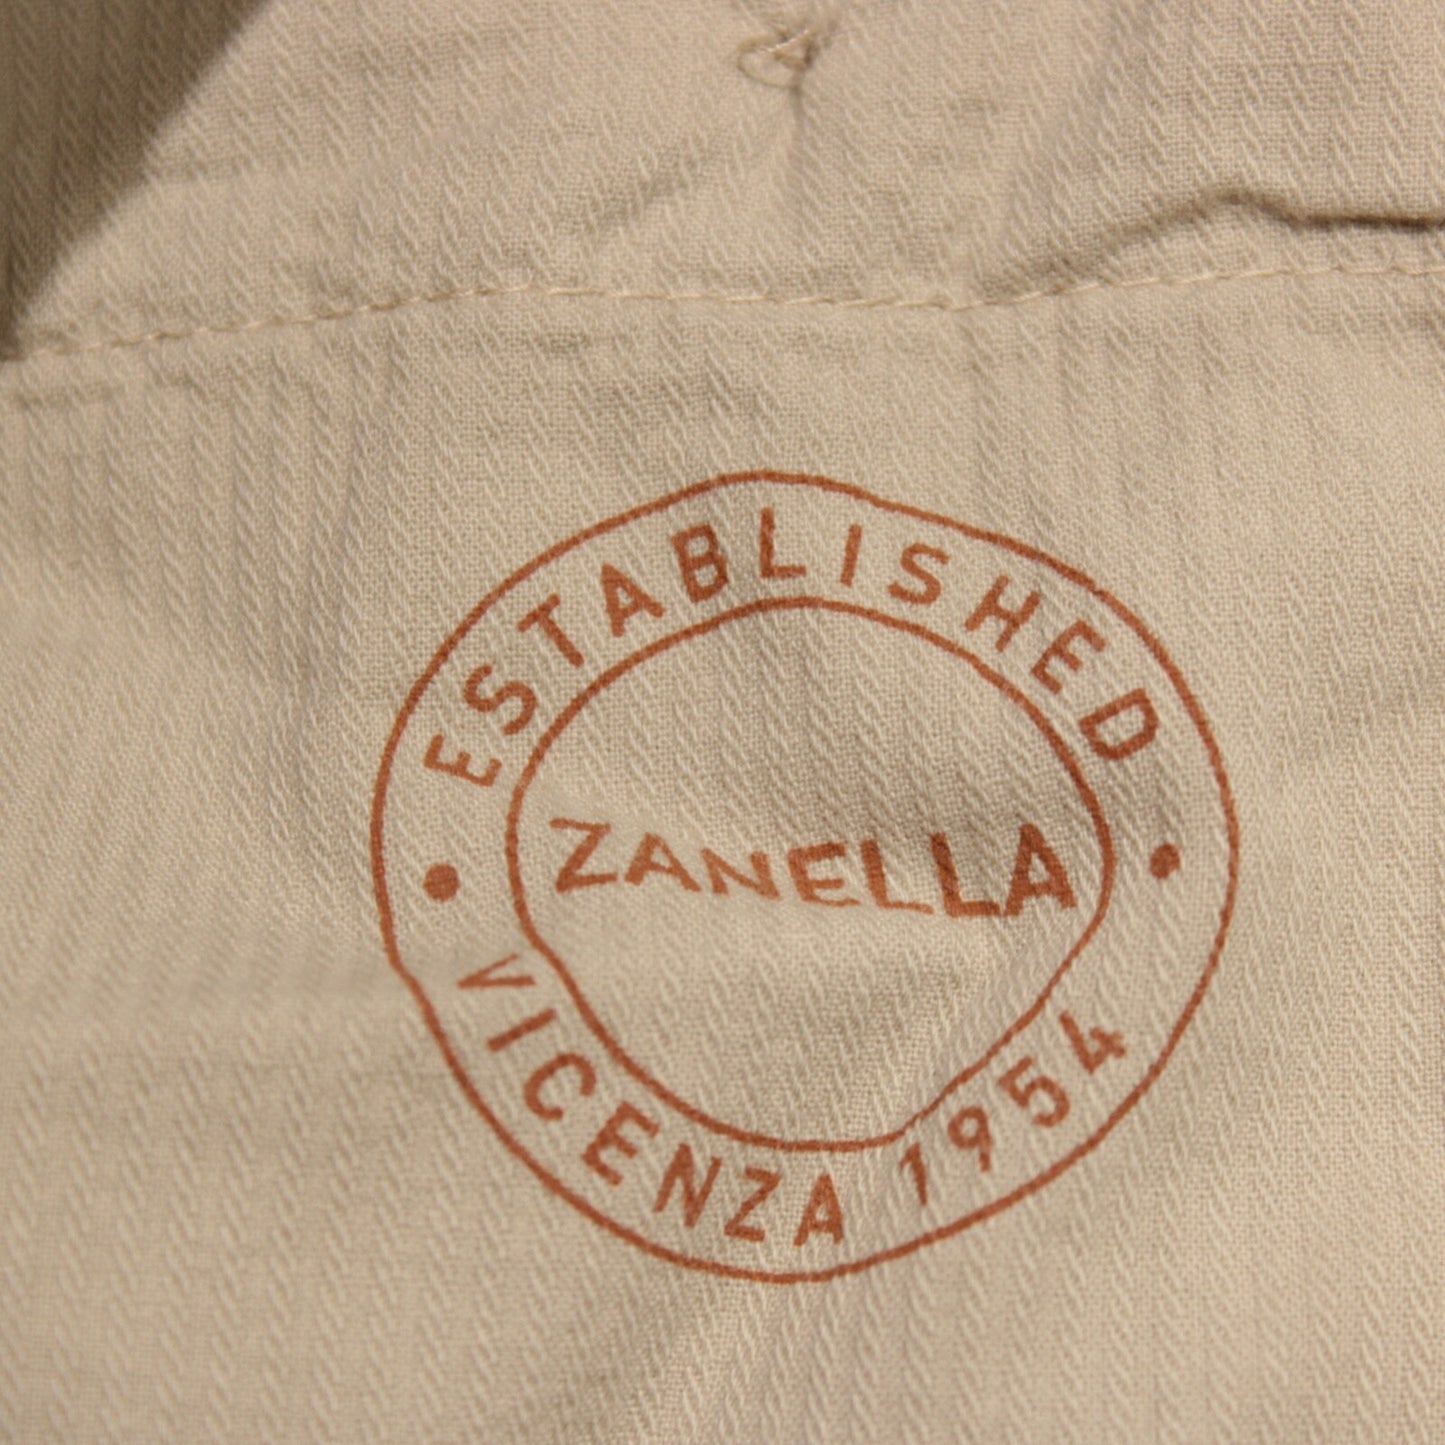 ESTABLISHED
ZANELLA
VICENZA 1954